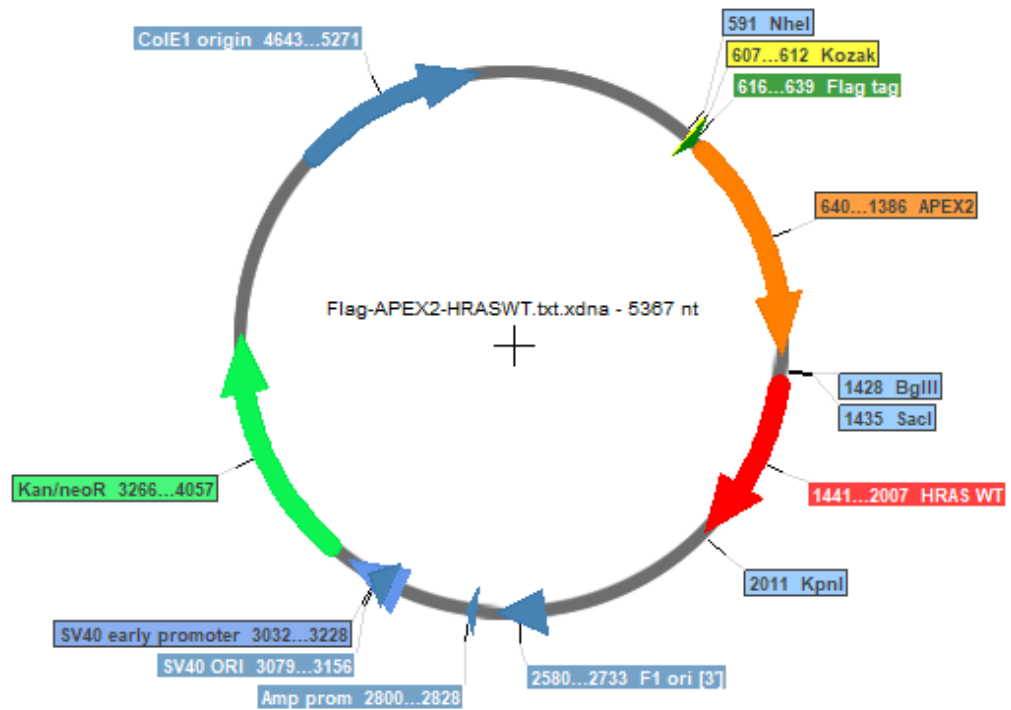 ColE1 origin 4643...5271
591 NheI
607...612 Kozak
616...639 Flag tag
640...1386 APEX2
Flag-APEX2-HRASWT.txt.xdna - 5367 nt
1428 BglII
1435 SacI
Kan/neoR 3266...4057
1441...2007 HRAS WT
2011 KpnI
SV40 early promoter 3032...3228
SV40 ORI 3079...3156
2580...2733 F1 ori [3']
Amp prom 2800...2828